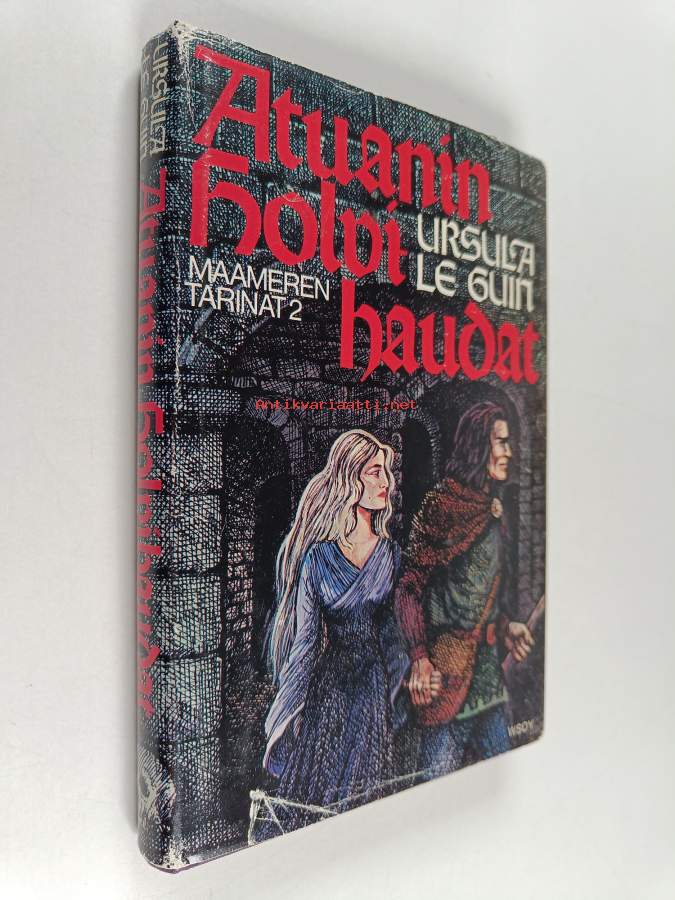 Atuanin
holvi
haudat
URSULA
LE GUIN
MAAMEREN
TARINAT 2
Antikvariaatti.net
WSOY
URSULA
LE GUIN
Atuanin holvihaudat